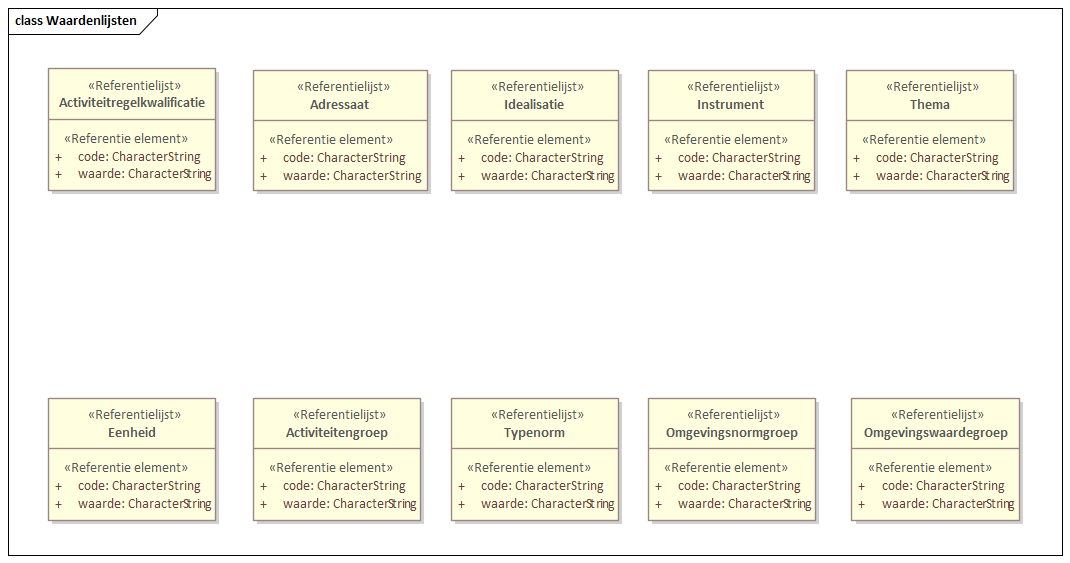 class Waardenlijsten
«Referentielijst»
Activiteitregelkwalificatie
«Referentie element»
+ code: CharacterString
+ waarde: CharacterString
«Referentielijst»
Adressaat
«Referentie element»
+ code: CharacterString
+ waarde: CharacterString
«Referentielijst»
Idealisatie
«Referentie element»
+ code: CharacterString
+ waarde: CharacterString
«Referentielijst»
Instrument
«Referentie element»
+ code: CharacterString
+ waarde: CharacterString
«Referentielijst»
Thema
«Referentie element»
+ code: CharacterString
+ waarde: CharacterString
«Referentielijst»
Eenheid
«Referentie element»
+ code: CharacterString
+ waarde: CharacterString
«Referentielijst»
Activiteitengroep
«Referentie element»
+ code: CharacterString
+ waarde: CharacterString
«Referentielijst»
Typenorm
«Referentie element»
+ code: CharacterString
+ waarde: CharacterString
«Referentielijst»
Omgevingsnormgroep
«Referentie element»
+ code: CharacterString
+ waarde: CharacterString
«Referentielijst»
Omgevingswaardegroep
«Referentie element»
+ code: CharacterString
+ waarde: CharacterString